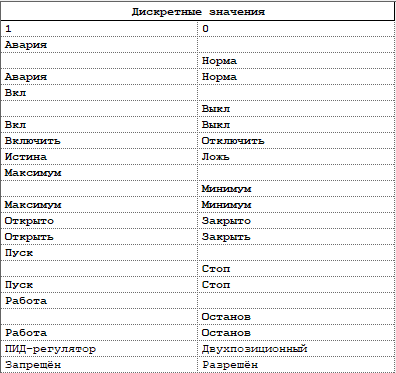 Дискретные значения
1 0
Авария
Норма
Авария Норма
Вкл
Выкл
Вкл Выкл
Включить Отключить
Истина Ложь
Максимум
Минимум
Максимум Минимум
Открыто Закрыто
Открыть Закрыть
Пуск
Стоп
Пуск Стоп
Работа
Останов
Работа Останов
ПИД-регулятор Двухпозиционный
Запрещён Разрешён